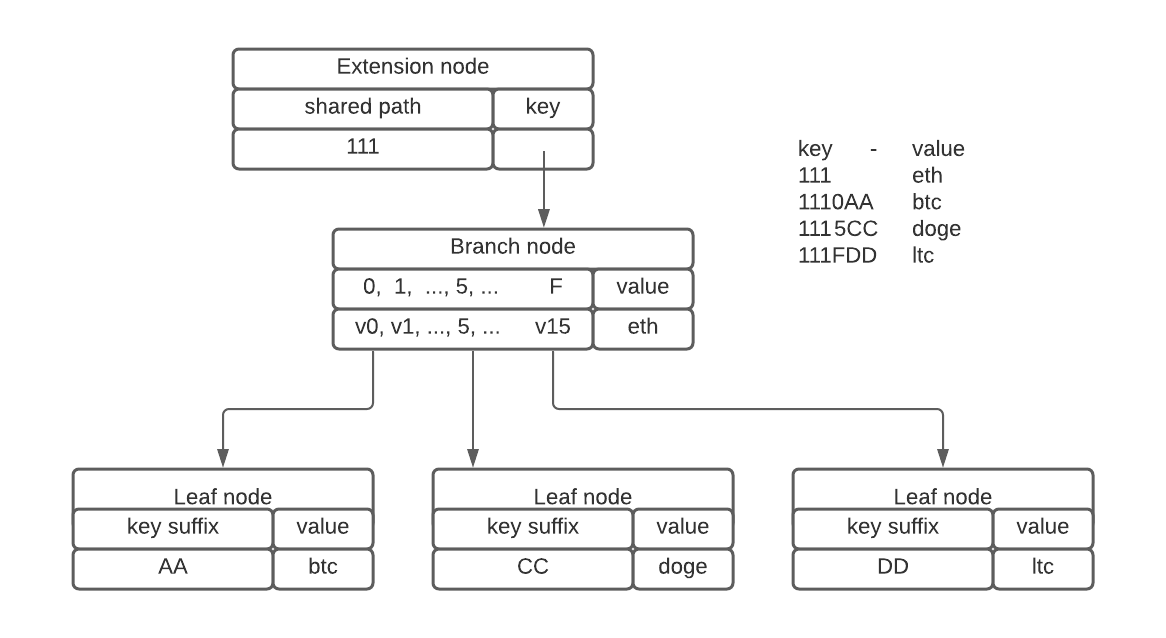 Extension node
shared path key
111
key - value
111 eth
1110AA btc
1115CC doge
111FDD ltc
Branch node
0, 1, ..., 5, ... F value
v0, v1, ..., 5, ... v15 eth
Leaf node
key suffix value
AA btc
Leaf node
key suffix value
CC doge
Leaf node
key suffix value
DD ltc